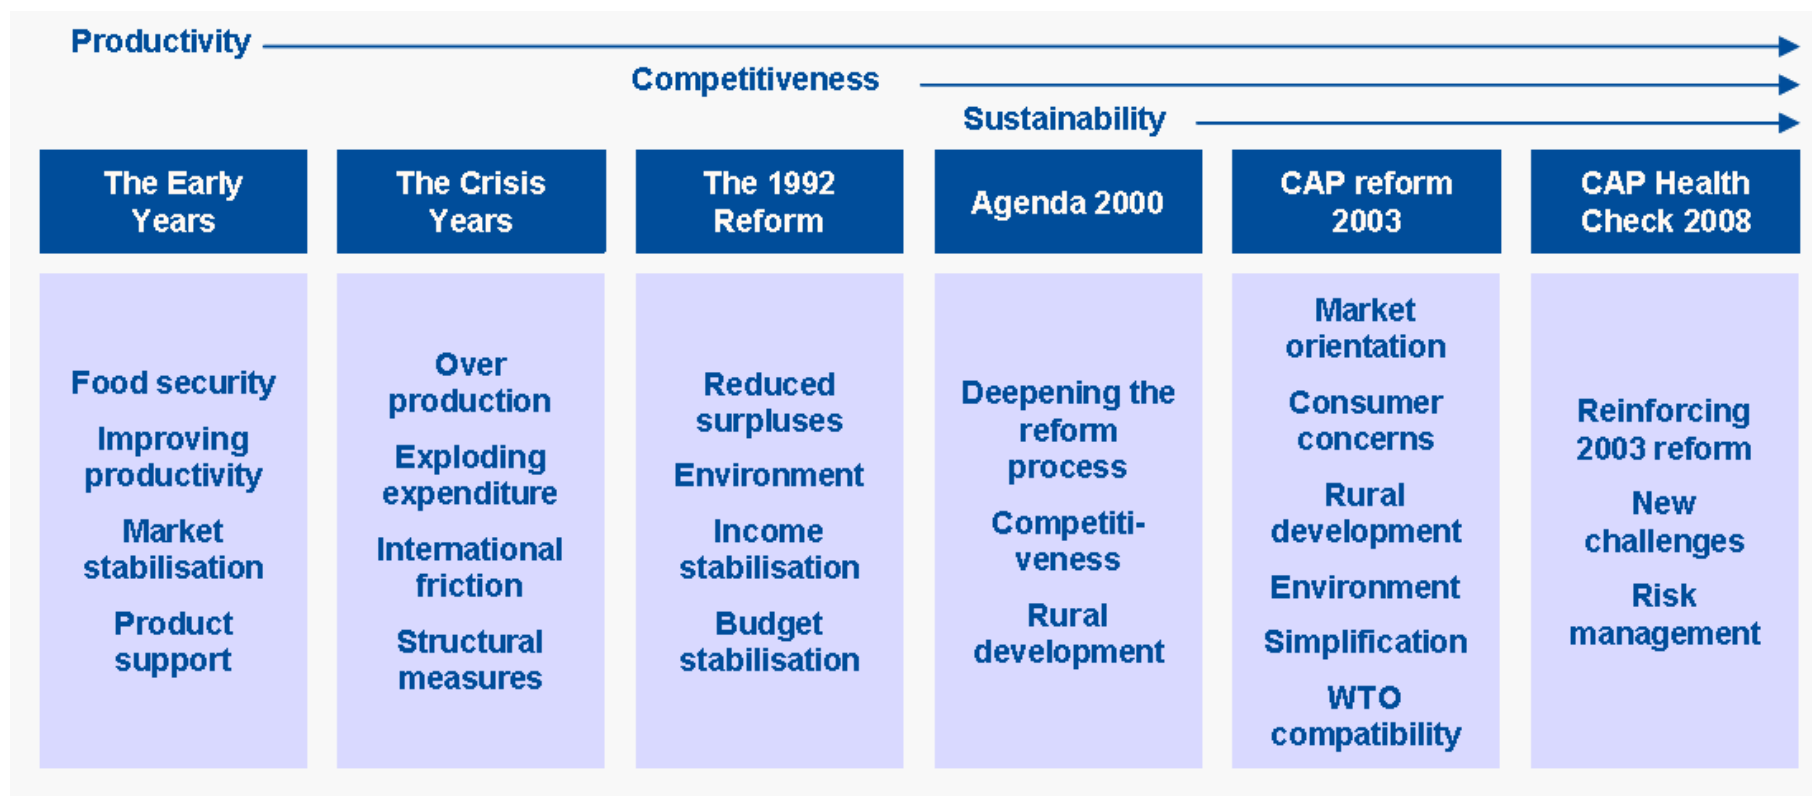 Productivity
Competitiveness
Sustainability
The Early
Years
The Crisis
Years
The 1992
Reform
Agenda 2000
CAP reform
2003
CAP Health
Check 2008
Food security
Improving
productivity
Market
stabilisation
Product
support
Over
production
Exploding
expenditure
International
friction
Structural
measures
Reduced
surpluses
Environment
Income
stabilisation
Budget
stabilisation
Deepening the
reform
process
Competiti-
veness
Rural
development
Market
orientation
Consumer
concerns
Rural
development
Environment
Simplification
WTO
compatibility
Reinforcing
2003 reform
New
challenges
Risk
management